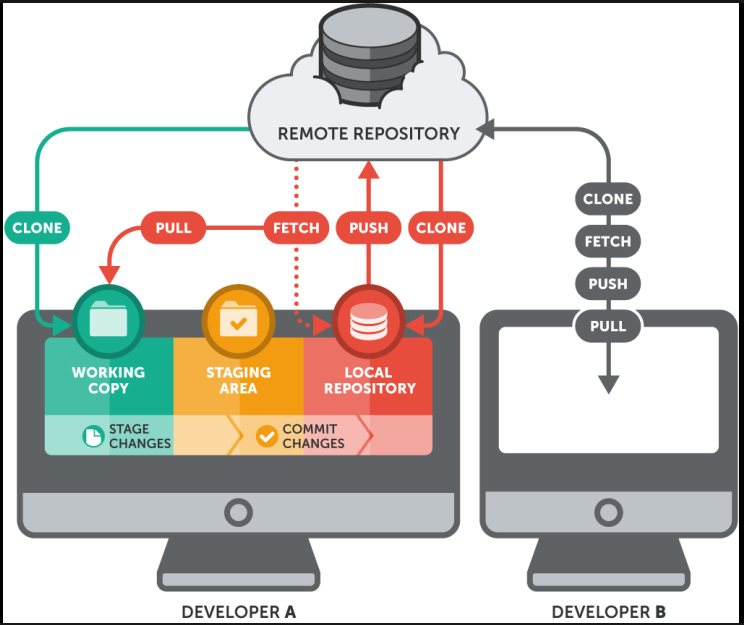 REMOTE REPOSITORY
CLONE
PULL
FETCH
PUSH
CLONE
CLONE
FETCH
PUSH
PULL
WORKING
COPY
STAGING
AREA
LOCAL
REPOSITORY
STAGE
CHANGES
COMMIT
CHANGES
DEVELOPER A
DEVELOPER B